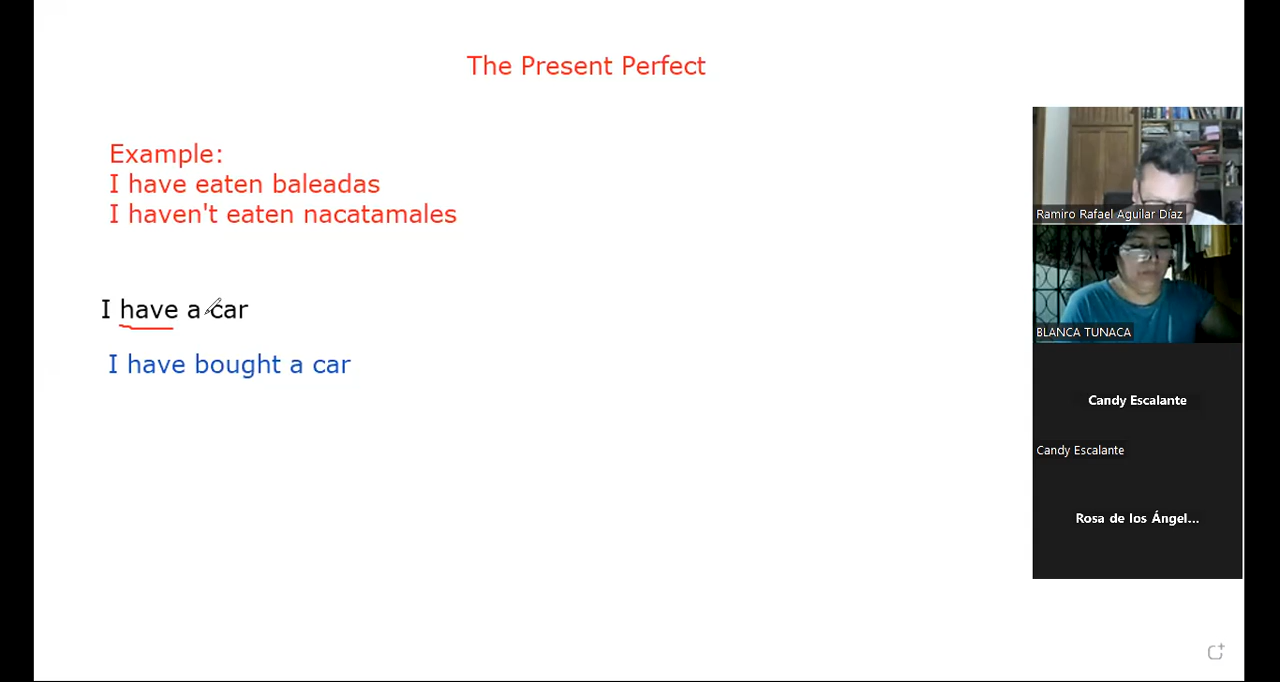 The Present Perfect
Example:
I have eaten baleadas
I haven't eaten nacatamales
I have a car
I have bought a car
Ramiro Rafael Aguilar Díaz
BLANCA TUNACA
Candy Escalante
Candy Escalante
Rosa de los Ángel...